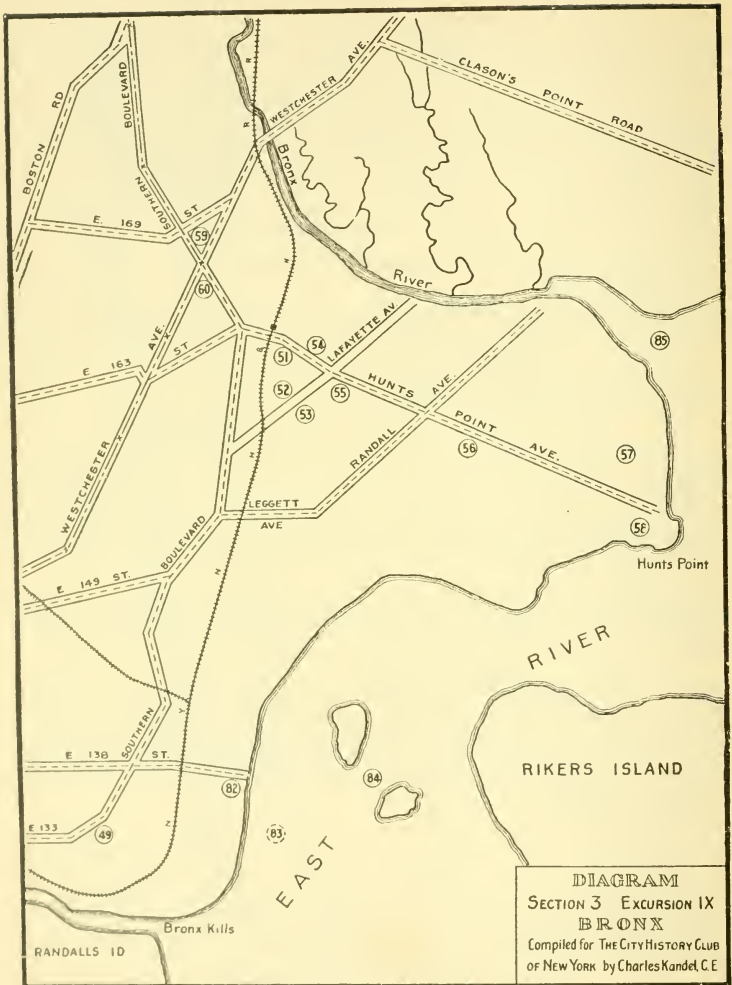 BOSTON RD
SOUTHERN BOULEVARD
WESTCHESTER AVE.
CLASON'S POINT ROAD
R
R
Bronx River
E. 169 ST
59
60
H
51
54
LAFAYETTE AV.
85
E 163 ST
52
53
55
HUNTS POINT AVE.
WESTCHESTER AVE.
RANDALL AVE.
56
57
H
LEGGETT AVE
58
Hunts Point
E 149 ST.
SOUTHERN BOULEVARD
N
EAST RIVER
Y
RIKERS ISLAND
E 138 ST.
82
84
E 133
49
83
N
Bronx Kills
RANDALLS ID
DIAGRAM
SECTION 3 EXCURSION IX
BRONX
Compiled for THE CITY HISTORY CLUB
OF NEW YORK by Charles Kandel, C.E